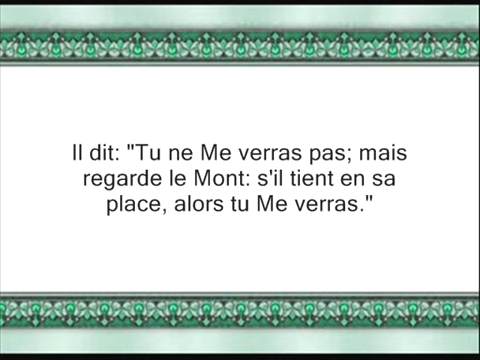 Il dit: "Tu ne Me verras pas; mais
regarde le Mont: s'il tient en sa
place, alors tu Me verras."